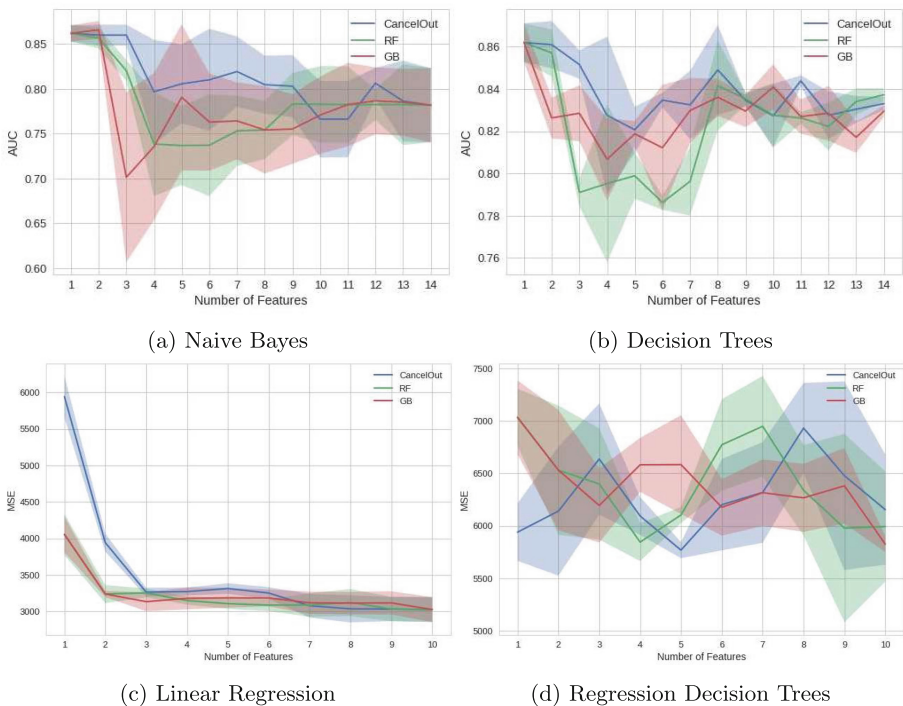 CancelOut
RF
GB
0.85
0.80
0.75
0.70
0.65
0.60
AUC
1 2 3 4 5 6 7 8 9 10 11 12 13 14
Number of Features
(a) Naive Bayes
CancelOut
RF
GB
0.86
0.84
0.82
0.80
0.78
0.76
AUC
1 2 3 4 5 6 7 8 9 10 11 12 13 14
Number of Features
(b) Decision Trees
CancelOut
RF
GB
6000
5500
5000
4500
4000
3500
3000
MSE
1 2 3 4 5 6 7 8 9 10
Number of Features
(c) Linear Regression
CancelOut
RF
GB
7500
7000
6500
6000
5500
5000
MSE
1 2 3 4 5 6 7 8 9 10
Number of Features
(d) Regression Decision Trees